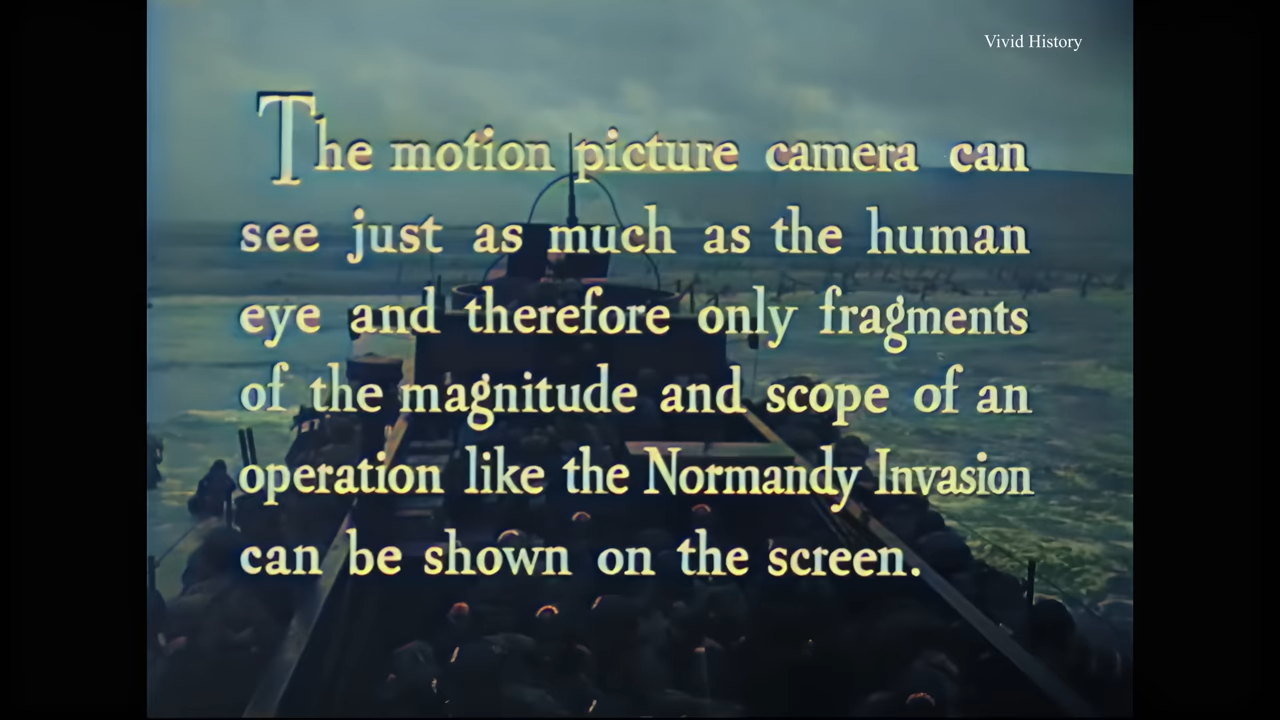 Vivid History
The motion picture camera can
see just as much as the human
eye and therefore only fragments
of the magnitude and scope of an
operation like the Normandy Invasion
can be shown on the screen.